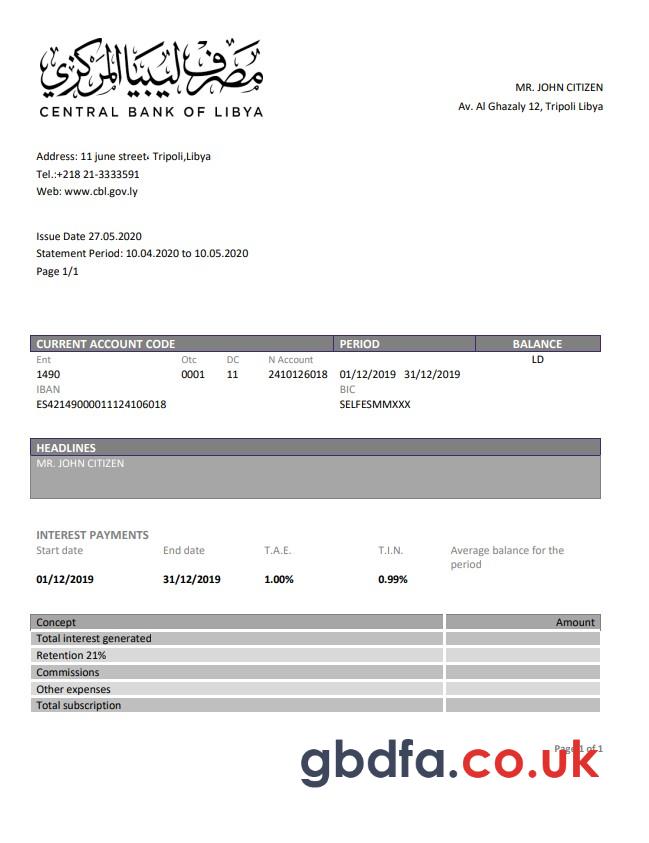 مصرف ليبيا المركزي
CENTRAL BANK OF LIBYA
MR. JOHN CITIZEN
Av. Al Ghazaly 12, Tripoli Libya
Address: 11 june street، Tripoli,Libya
Tel.:+218 21-3333591
Web: www.cbl.gov.ly
Issue Date 27.05.2020
Statement Period: 10.04.2020 to 10.05.2020
Page 1/1
CURRENT ACCOUNT CODE PERIOD BALANCE
Ent Otc DC N Account LD
1490 0001 11 2410126018 01/12/2019 31/12/2019
IBAN BIC
ES42149000011124106018 SELFESMMXXX
HEADLINES
MR. JOHN CITIZEN
INTEREST PAYMENTS
Start date End date T.A.E. T.I.N. Average balance for the
period
01/12/2019 31/12/2019 1.00% 0.99%
Concept Amount
Total interest generated
Retention 21%
Commissions
Other expenses
Total subscription
Page 1 of 1
gbdfa.co.uk